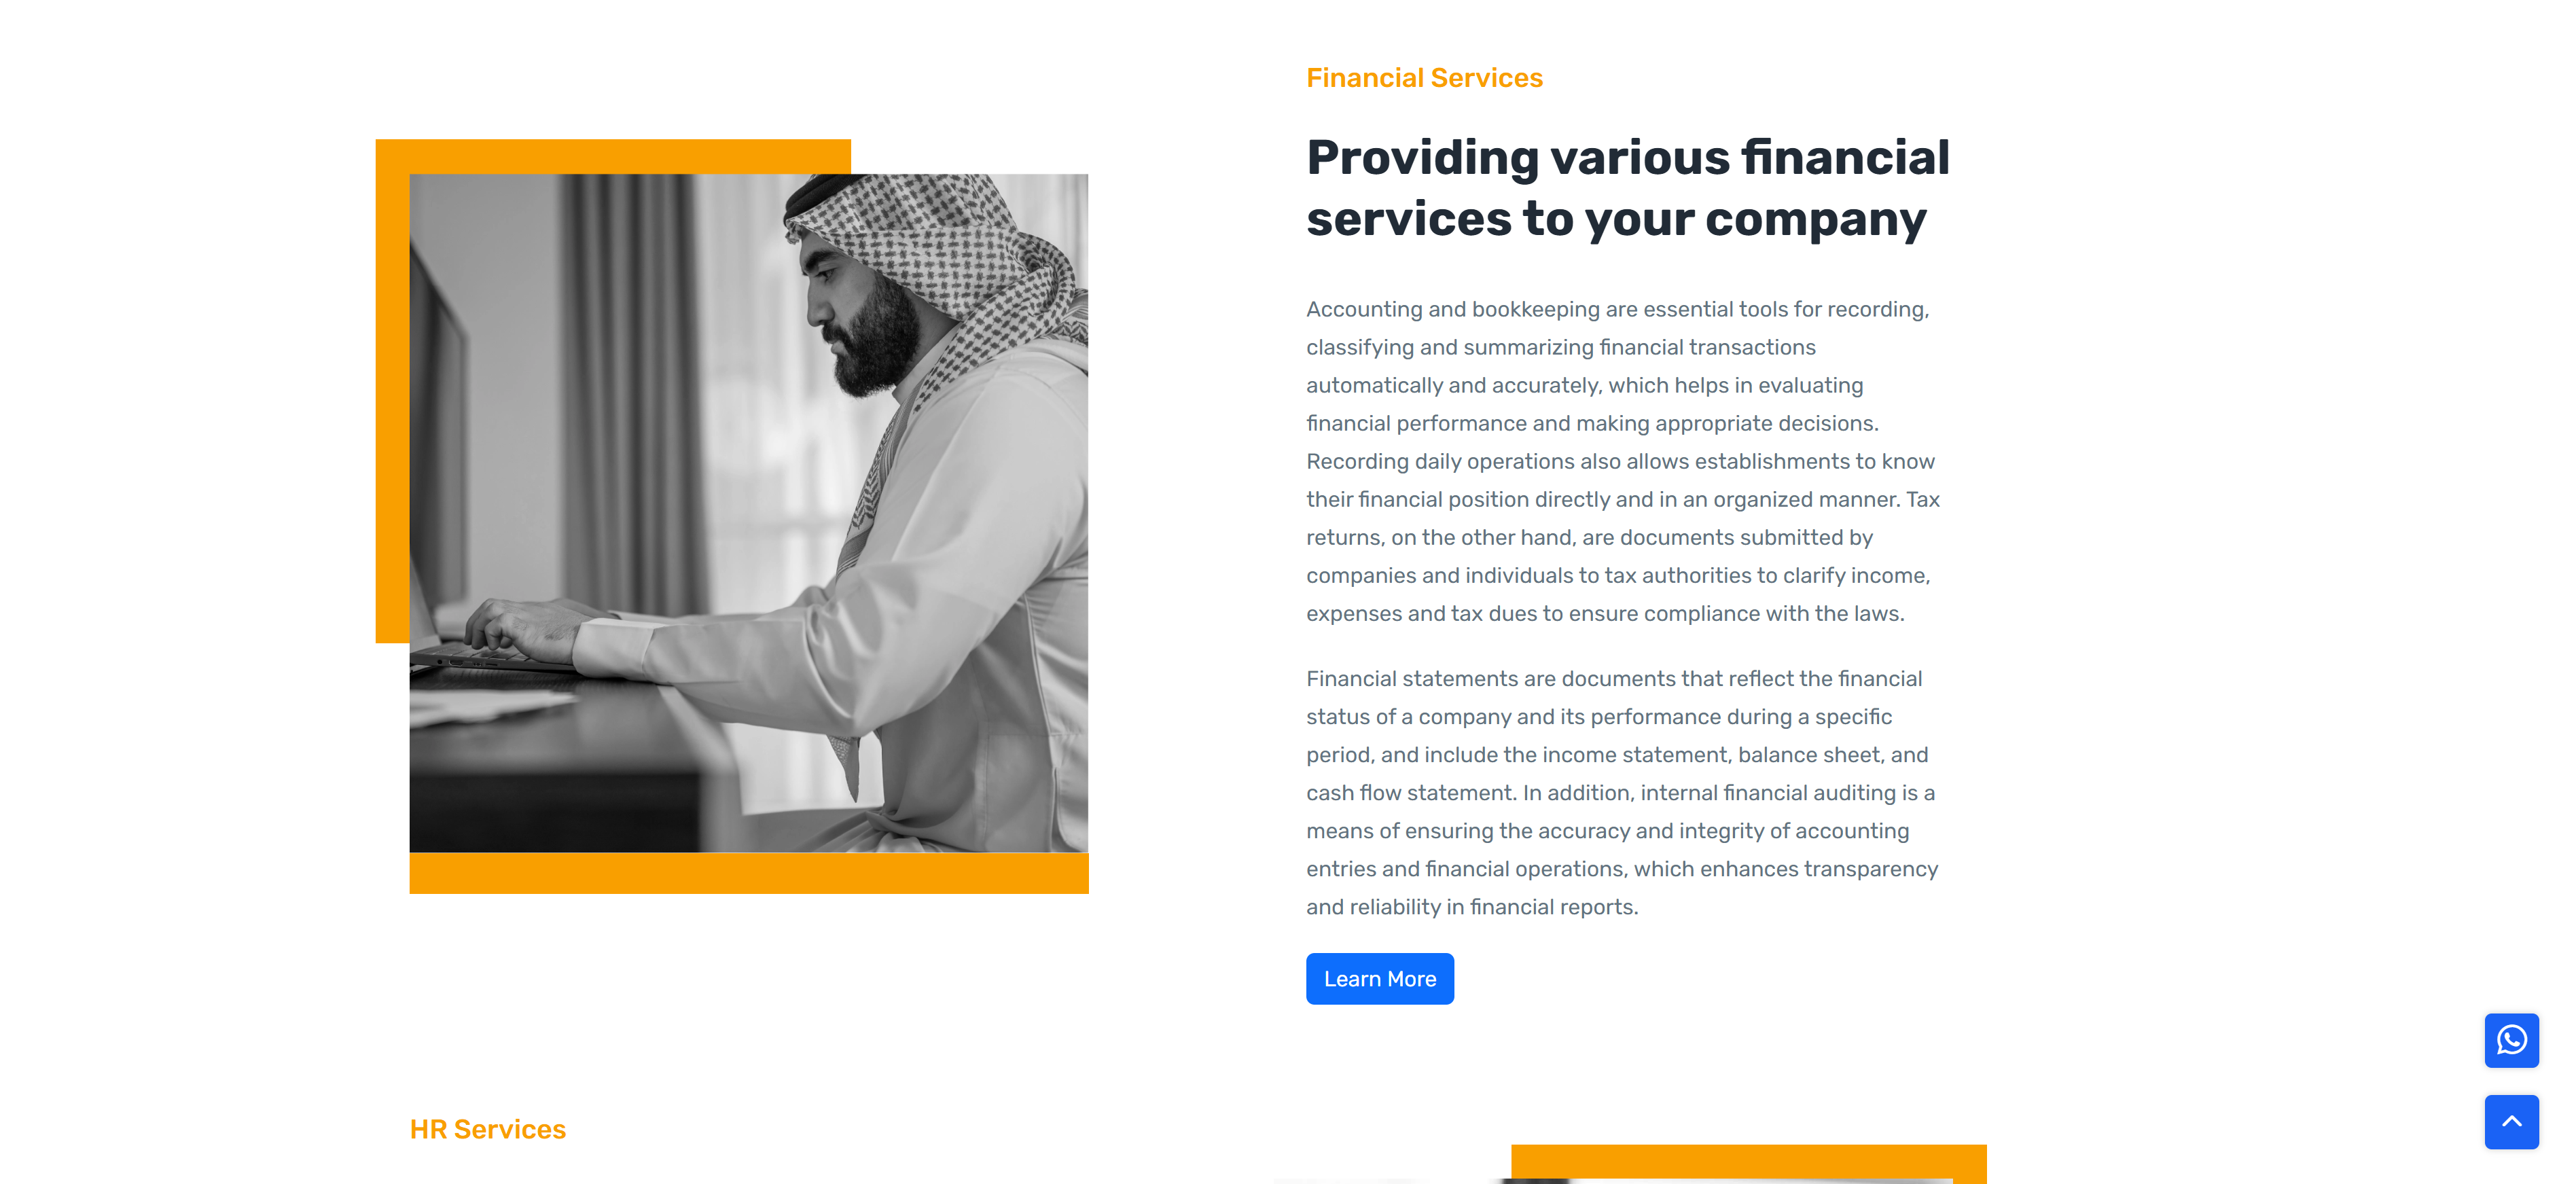 Financial Services
Providing various financial
services to your company
Accounting and bookkeeping are essential tools for recording,
classifying and summarizing financial transactions
automatically and accurately, which helps in evaluating
financial performance and making appropriate decisions.
Recording daily operations also allows establishments to know
their financial position directly and in an organized manner. Tax
returns, on the other hand, are documents submitted by
companies and individuals to tax authorities to clarify income,
expenses and tax dues to ensure compliance with the laws.
Financial statements are documents that reflect the financial
status of a company and its performance during a specific
period, and include the income statement, balance sheet, and
cash flow statement. In addition, internal financial auditing is a
means of ensuring the accuracy and integrity of accounting
entries and financial operations, which enhances transparency
and reliability in financial reports.
Learn More
HR Services